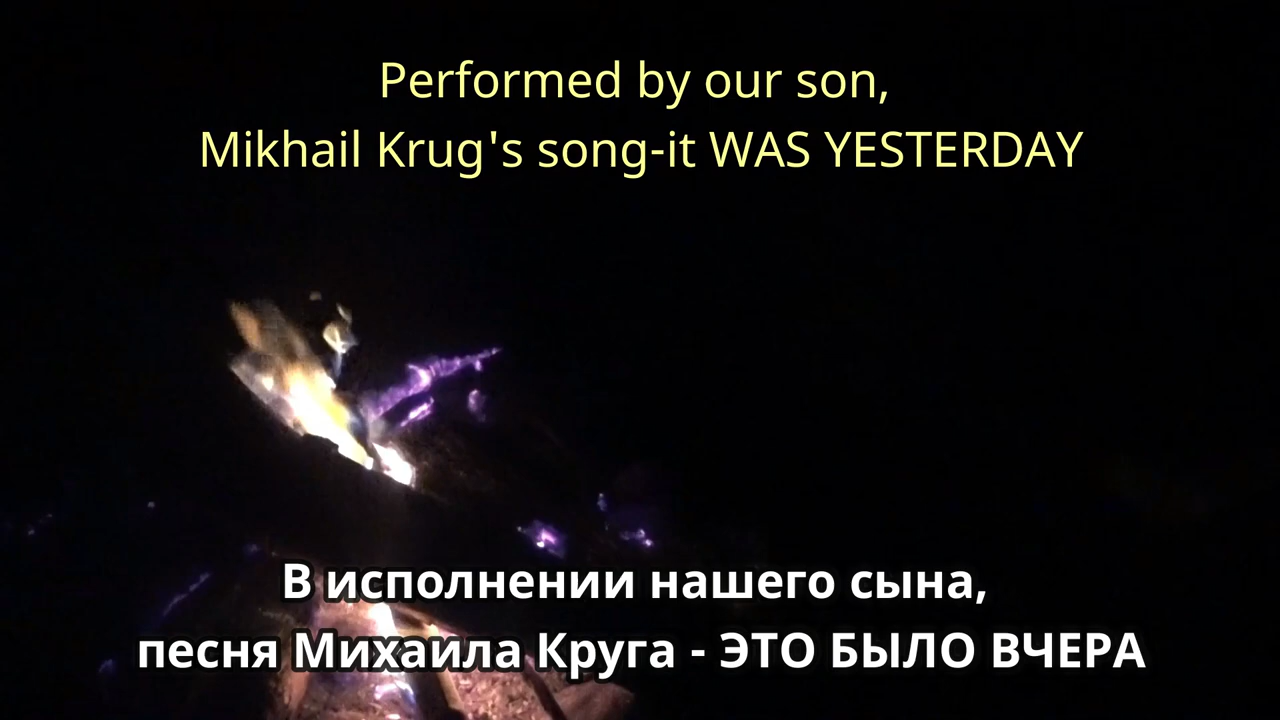 Performed by our son,
Mikhail Krug's song-it WAS YESTERDAY
В исполнении нашего сына,
песня Михаила Круга - ЭТО БЫЛО ВЧЕРА